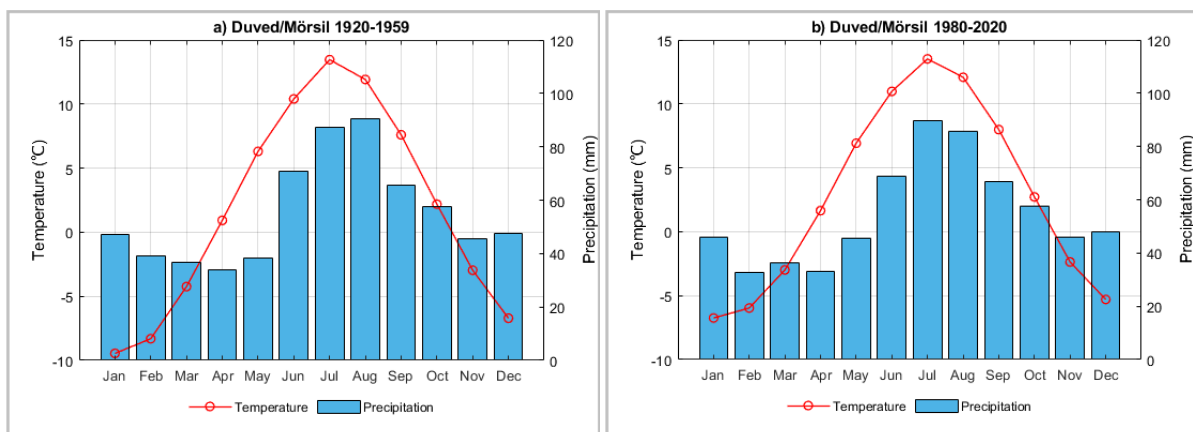 a) Duved/Mörsil 1920-1959
15
10
5
0
-5
-10
Temperature (℃)
120
100
80
60
40
20
0
Precipitation (mm)
Jan Feb Mar Apr May Jun Jul Aug Sep Oct Nov Dec
Temperature Precipitation
b) Duved/Mörsil 1980-2020
15
10
5
0
-5
-10
Temperature (℃)
120
100
80
60
40
20
0
Precipitation (mm)
Jan Feb Mar Apr May Jun Jul Aug Sep Oct Nov Dec
Temperature Precipitation